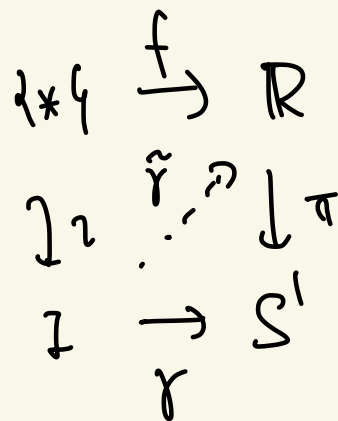 f
{*} → ℝ
↓ ι γ̃ ↓ π
I → S¹
γ